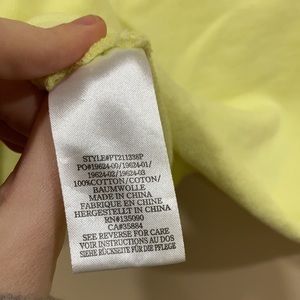 STYLE#FT211338P
PO#19624-00/ 19624-01/
19624-02/ 19624-03
100%COTTON/COTON/
BAUMWOLLE
MADE IN CHINA
FABRIQUE EN CHINE
HERGESTELLT IN CHINA
RN#135090
CA#35884
SEE REVERSE FOR CARE
VOIR INSTRUCTIONS AU DOS
SIEHE RÜCKSEITE FÜR DIE PFLEGE